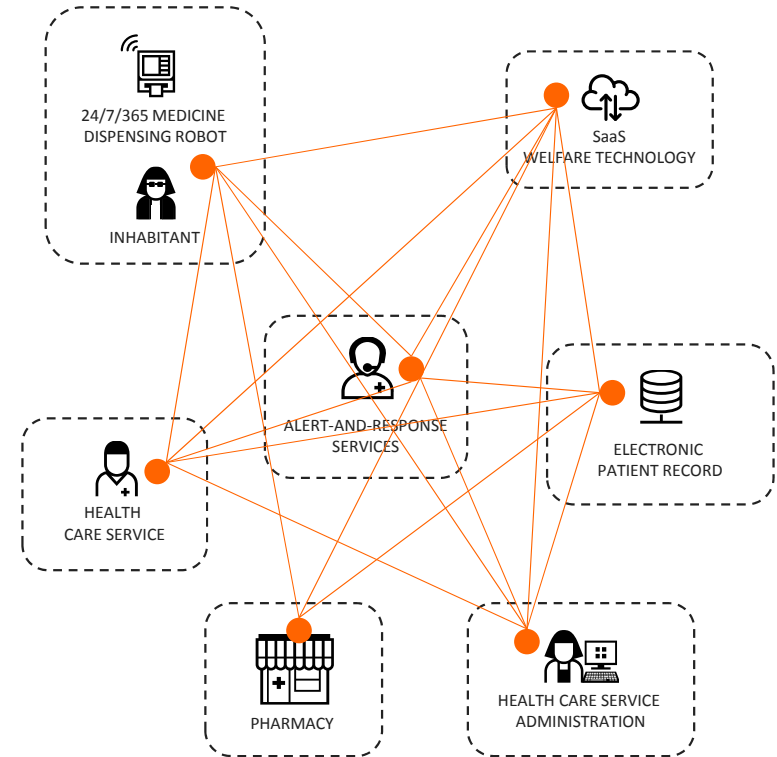 24/7/365 MEDICINE
DISPENSING ROBOT
INHABITANT
SaaS
WELFARE TECHNOLOGY
ALERT-AND-RESPONSE
SERVICES
ELECTRONIC
PATIENT RECORD
HEALTH
CARE SERVICE
PHARMACY
HEALTH CARE SERVICE
ADMINISTRATION